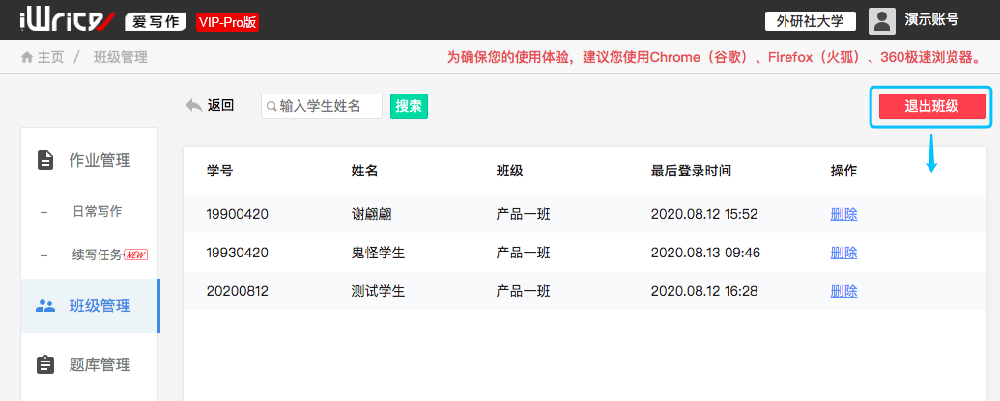 iWrite 爱写作 VIP-Pro版 外研社大学 演示账号
主页 / 班级管理 为确保您的使用体验，建议您使用Chrome（谷歌）、Firefox（火狐）、360极速浏览器。
返回 输入学生姓名 搜索 退出班级
作业管理
– 日常写作
– 续写任务 NEW
班级管理
题库管理
学号 姓名 班级 最后登录时间 操作
19900420 谢翩翩 产品一班 2020.08.12 15:52 删除
19930420 鬼怪学生 产品一班 2020.08.13 09:46 删除
20200812 测试学生 产品一班 2020.08.12 16:28 删除